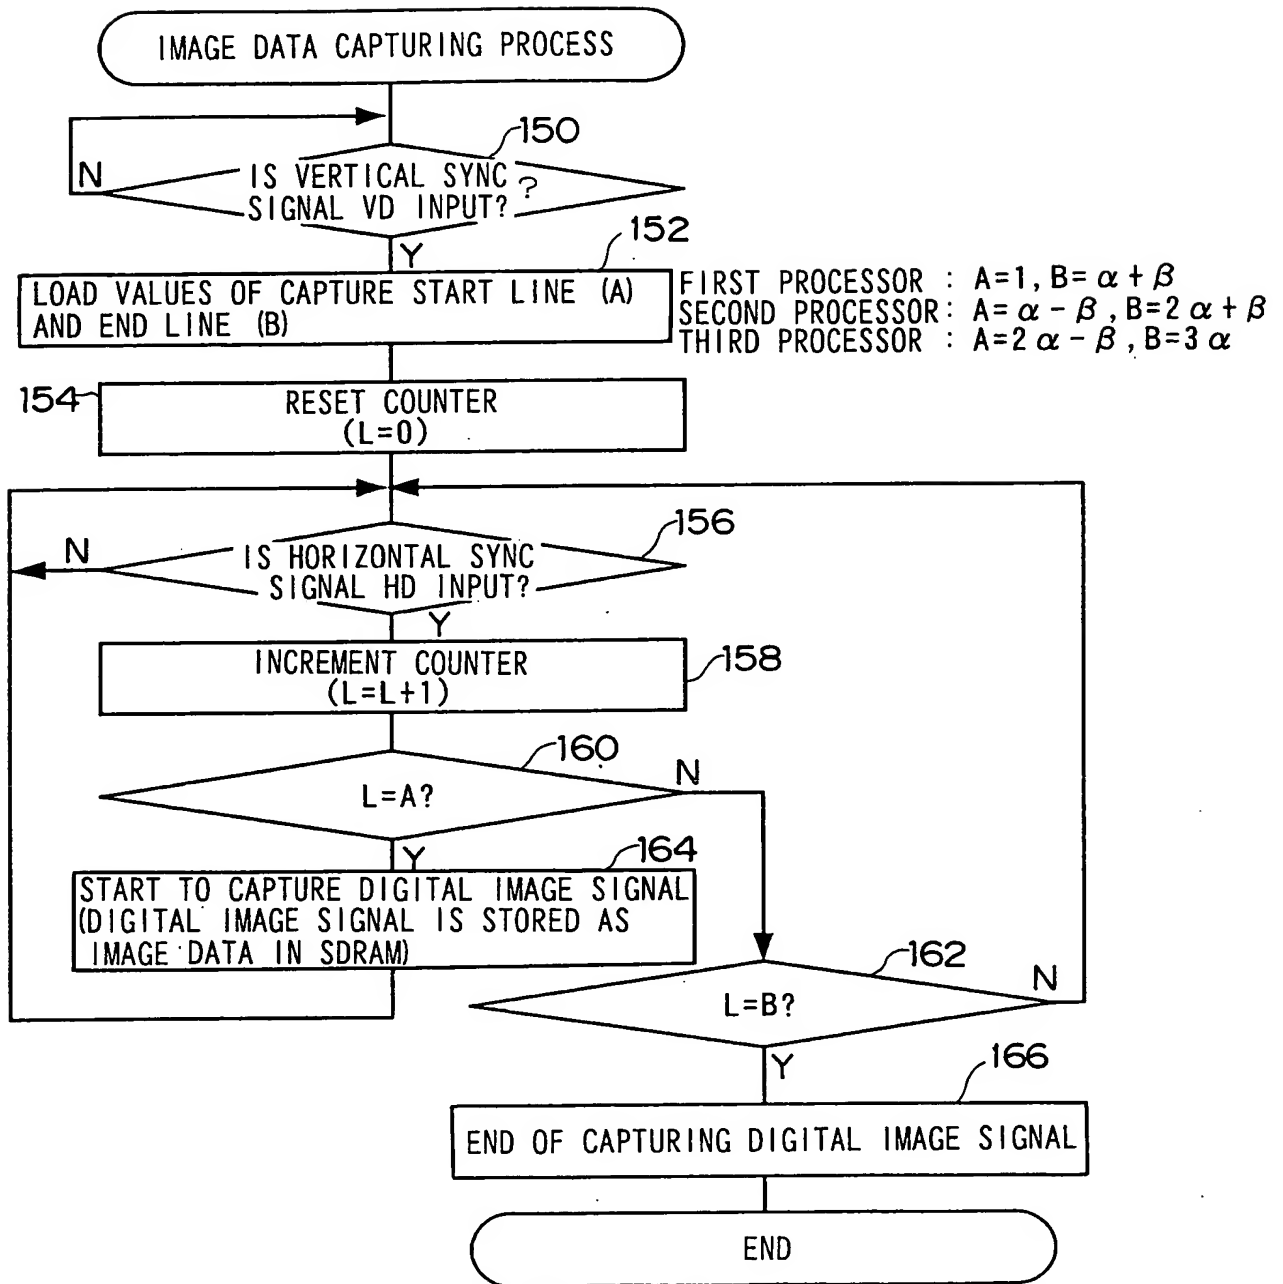 IMAGE DATA CAPTURING PROCESS
150
N
IS VERTICAL SYNC ?
SIGNAL VD INPUT?
Y
152
LOAD VALUES OF CAPTURE START LINE (A)
AND END LINE (B)
FIRST PROCESSOR : A=1, B=α+β
SECOND PROCESSOR: A=α-β, B=2α+β
THIRD PROCESSOR : A=2α-β, B=3α
154
RESET COUNTER
(L=0)
156
N
IS HORIZONTAL SYNC
SIGNAL HD INPUT?
Y
INCREMENT COUNTER
(L=L+1)
158
160
N
L=A?
Y
164
START TO CAPTURE DIGITAL IMAGE SIGNAL
(DIGITAL IMAGE SIGNAL IS STORED AS
IMAGE DATA IN SDRAM)
162
N
L=B?
Y
166
END OF CAPTURING DIGITAL IMAGE SIGNAL
END